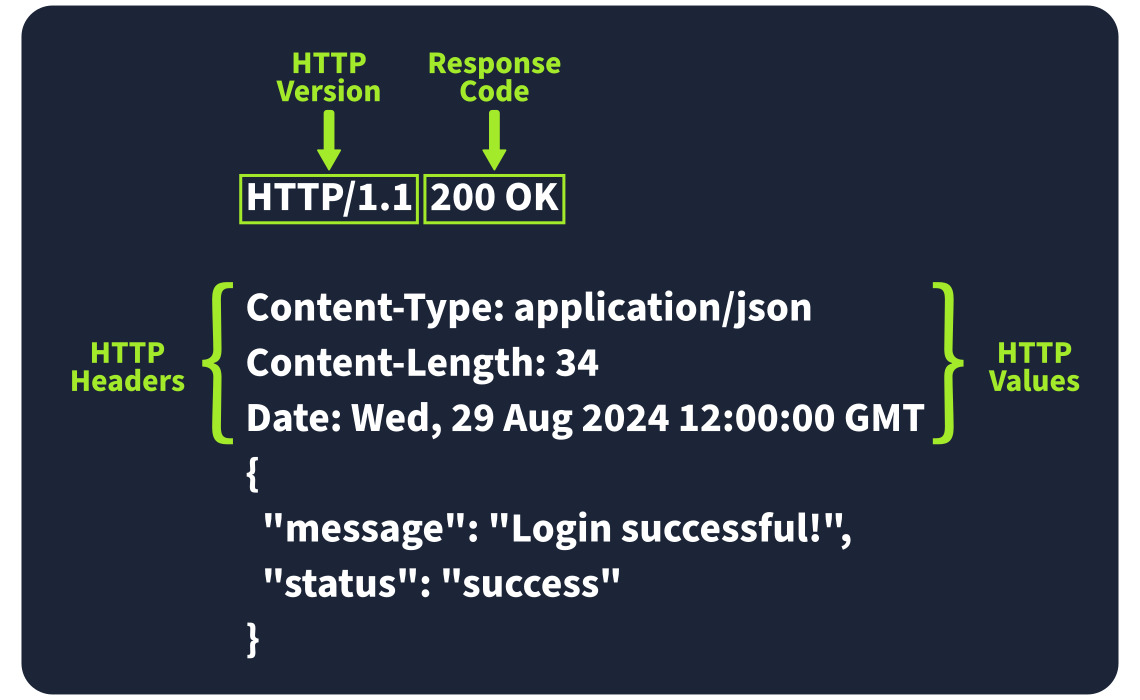 HTTP
Version
Response
Code
HTTP/1.1 200 OK
Content-Type: application/json
Content-Length: 34
Date: Wed, 29 Aug 2024 12:00:00 GMT
HTTP
Headers
HTTP
Values
{
"message": "Login successful!",
"status": "success"
}